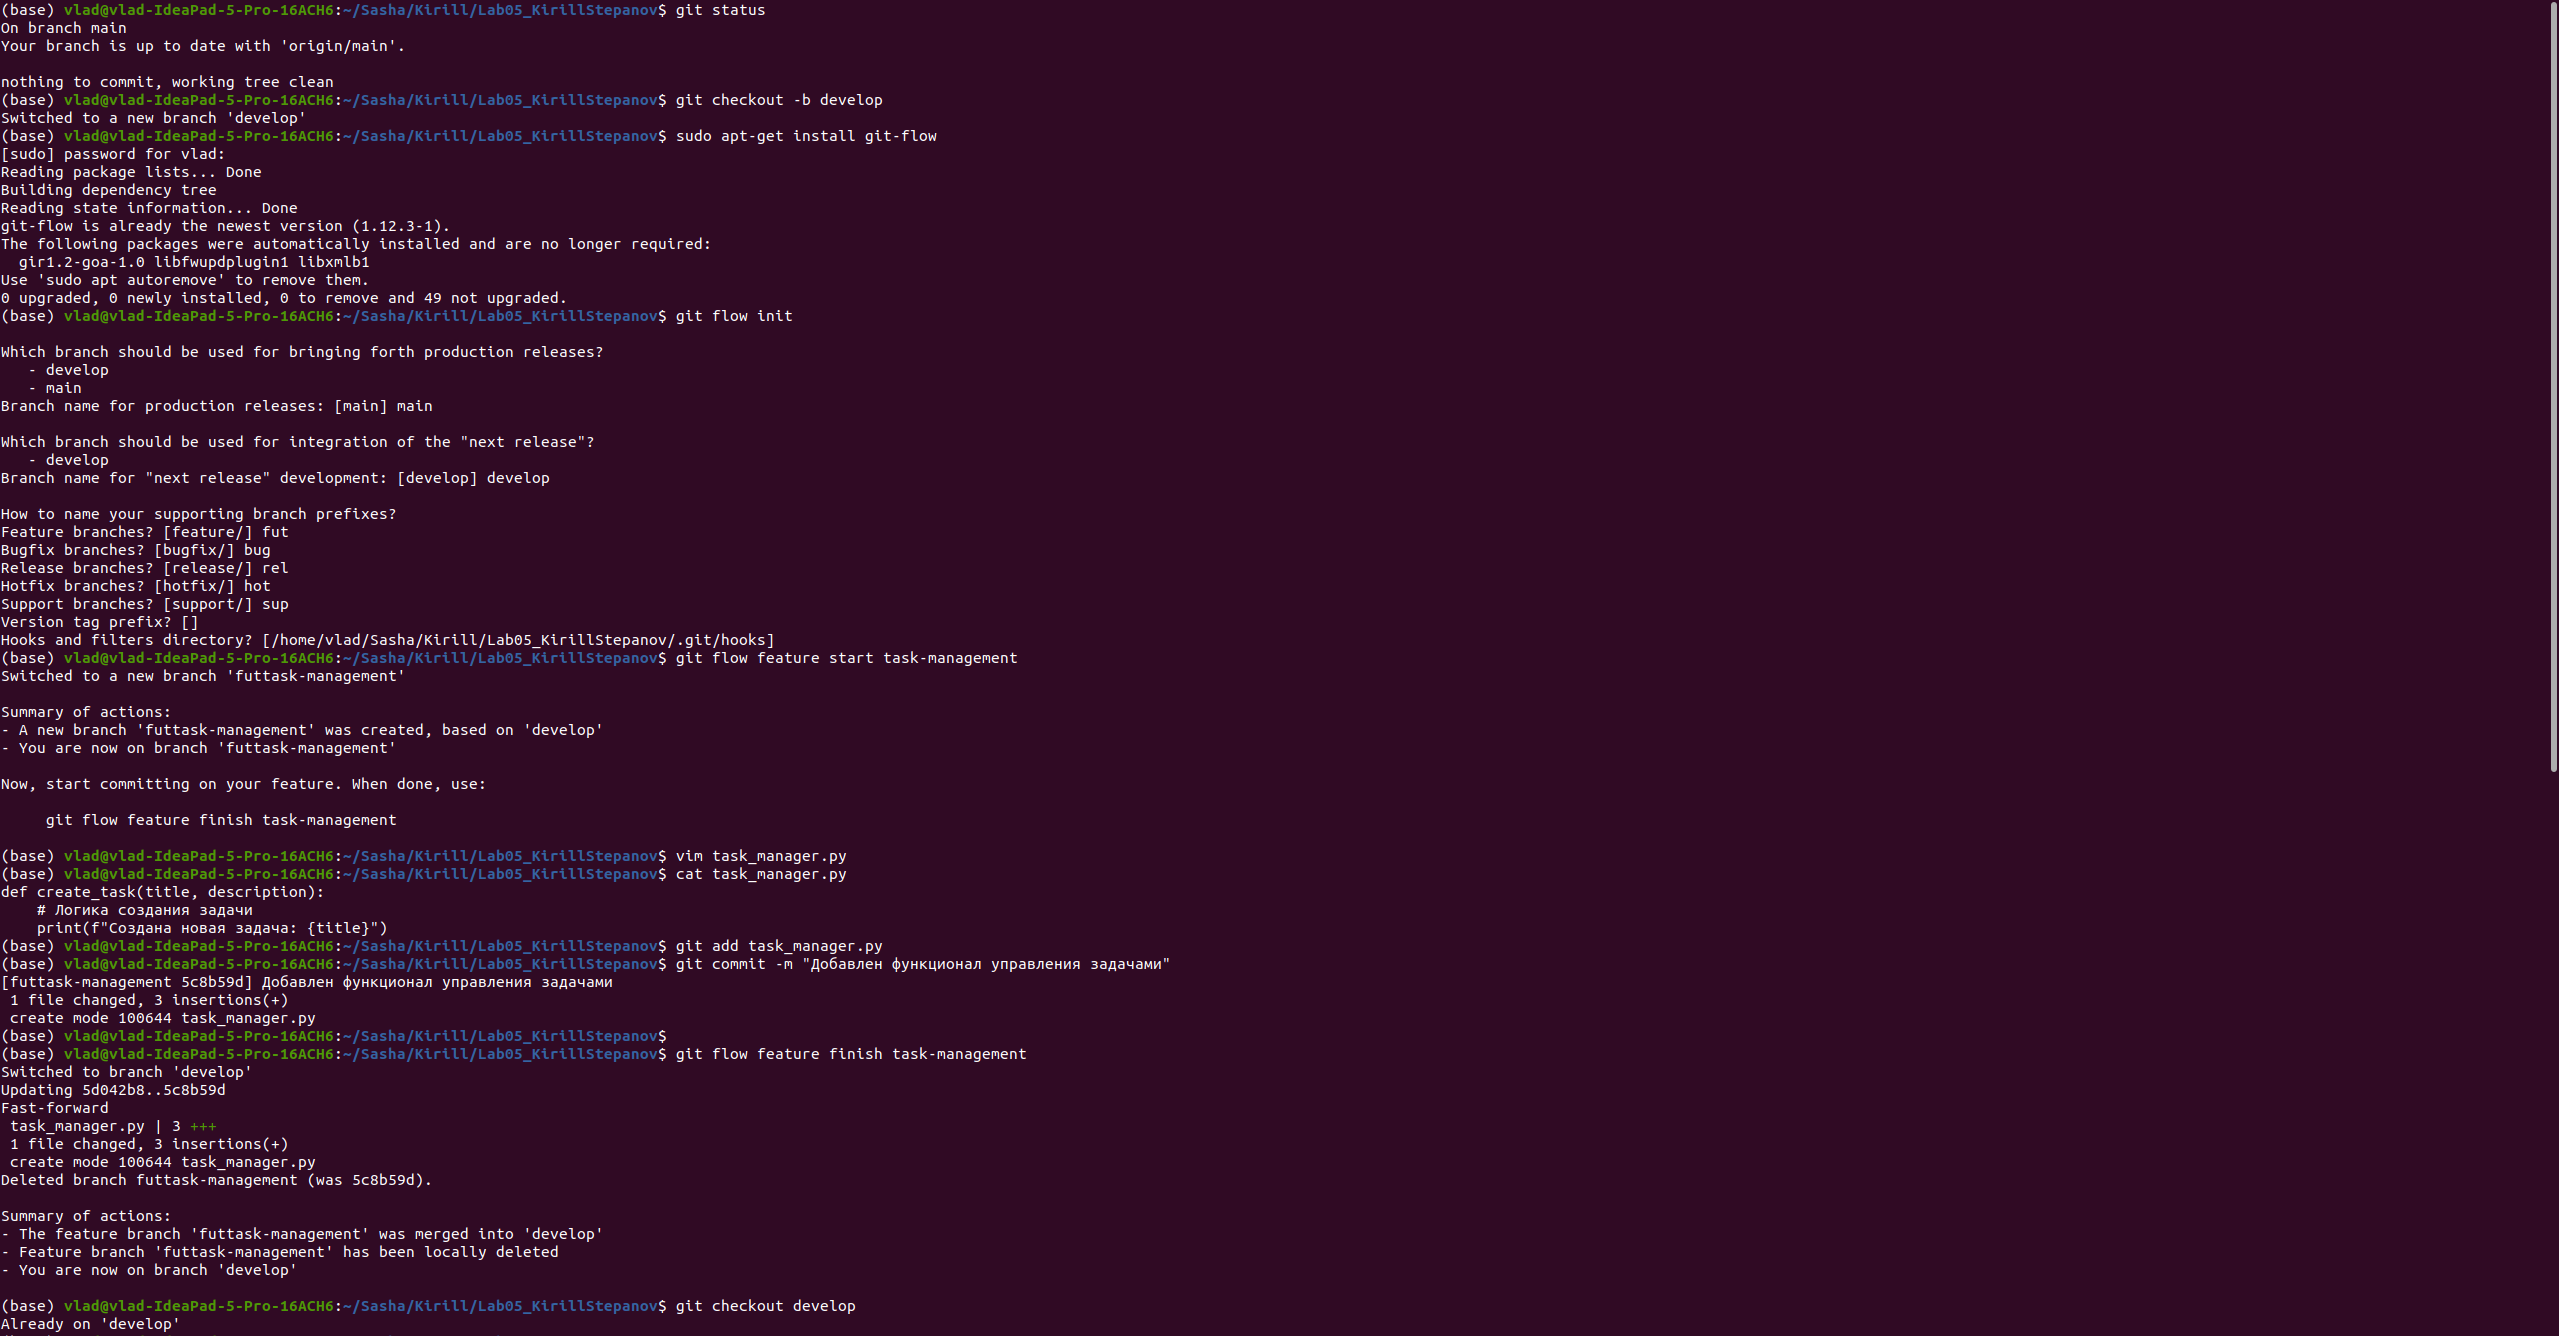 (base) vlad@vlad-IdeaPad-5-Pro-16ACH6:~/Sasha/Kirill/Lab05_KirillStepanov$ git status
On branch main
Your branch is up to date with 'origin/main'.
nothing to commit, working tree clean
(base) vlad@vlad-IdeaPad-5-Pro-16ACH6:~/Sasha/Kirill/Lab05_KirillStepanov$ git checkout -b develop
Switched to a new branch 'develop'
(base) vlad@vlad-IdeaPad-5-Pro-16ACH6:~/Sasha/Kirill/Lab05_KirillStepanov$ sudo apt-get install git-flow
[sudo] password for vlad:
Reading package lists... Done
Building dependency tree
Reading state information... Done
git-flow is already the newest version (1.12.3-1).
The following packages were automatically installed and are no longer required:
  gir1.2-goa-1.0 libfwupdplugin1 libxmlb1
Use 'sudo apt autoremove' to remove them.
0 upgraded, 0 newly installed, 0 to remove and 49 not upgraded.
(base) vlad@vlad-IdeaPad-5-Pro-16ACH6:~/Sasha/Kirill/Lab05_KirillStepanov$ git flow init
Which branch should be used for bringing forth production releases?
   - develop
   - main
Branch name for production releases: [main] main
Which branch should be used for integration of the "next release"?
   - develop
Branch name for "next release" development: [develop] develop
How to name your supporting branch prefixes?
Feature branches? [feature/] fut
Bugfix branches? [bugfix/] bug
Release branches? [release/] rel
Hotfix branches? [hotfix/] hot
Support branches? [support/] sup
Version tag prefix? []
Hooks and filters directory? [/home/vlad/Sasha/Kirill/Lab05_KirillStepanov/.git/hooks]
(base) vlad@vlad-IdeaPad-5-Pro-16ACH6:~/Sasha/Kirill/Lab05_KirillStepanov$ git flow feature start task-management
Switched to a new branch 'futtask-management'
Summary of actions:
- A new branch 'futtask-management' was created, based on 'develop'
- You are now on branch 'futtask-management'
Now, start committing on your feature. When done, use:
     git flow feature finish task-management
(base) vlad@vlad-IdeaPad-5-Pro-16ACH6:~/Sasha/Kirill/Lab05_KirillStepanov$ vim task_manager.py
(base) vlad@vlad-IdeaPad-5-Pro-16ACH6:~/Sasha/Kirill/Lab05_KirillStepanov$ cat task_manager.py
def create_task(title, description):
    # Логика создания задачи
    print(f"Создана новая задача: {title}")
(base) vlad@vlad-IdeaPad-5-Pro-16ACH6:~/Sasha/Kirill/Lab05_KirillStepanov$ git add task_manager.py
(base) vlad@vlad-IdeaPad-5-Pro-16ACH6:~/Sasha/Kirill/Lab05_KirillStepanov$ git commit -m "Добавлен функционал управления задачами"
[futtask-management 5c8b59d] Добавлен функционал управления задачами
 1 file changed, 3 insertions(+)
 create mode 100644 task_manager.py
(base) vlad@vlad-IdeaPad-5-Pro-16ACH6:~/Sasha/Kirill/Lab05_KirillStepanov$
(base) vlad@vlad-IdeaPad-5-Pro-16ACH6:~/Sasha/Kirill/Lab05_KirillStepanov$ git flow feature finish task-management
Switched to branch 'develop'
Updating 5d042b8..5c8b59d
Fast-forward
 task_manager.py | 3 +++
 1 file changed, 3 insertions(+)
 create mode 100644 task_manager.py
Deleted branch futtask-management (was 5c8b59d).
Summary of actions:
- The feature branch 'futtask-management' was merged into 'develop'
- Feature branch 'futtask-management' has been locally deleted
- You are now on branch 'develop'
(base) vlad@vlad-IdeaPad-5-Pro-16ACH6:~/Sasha/Kirill/Lab05_KirillStepanov$ git checkout develop
Already on 'develop'